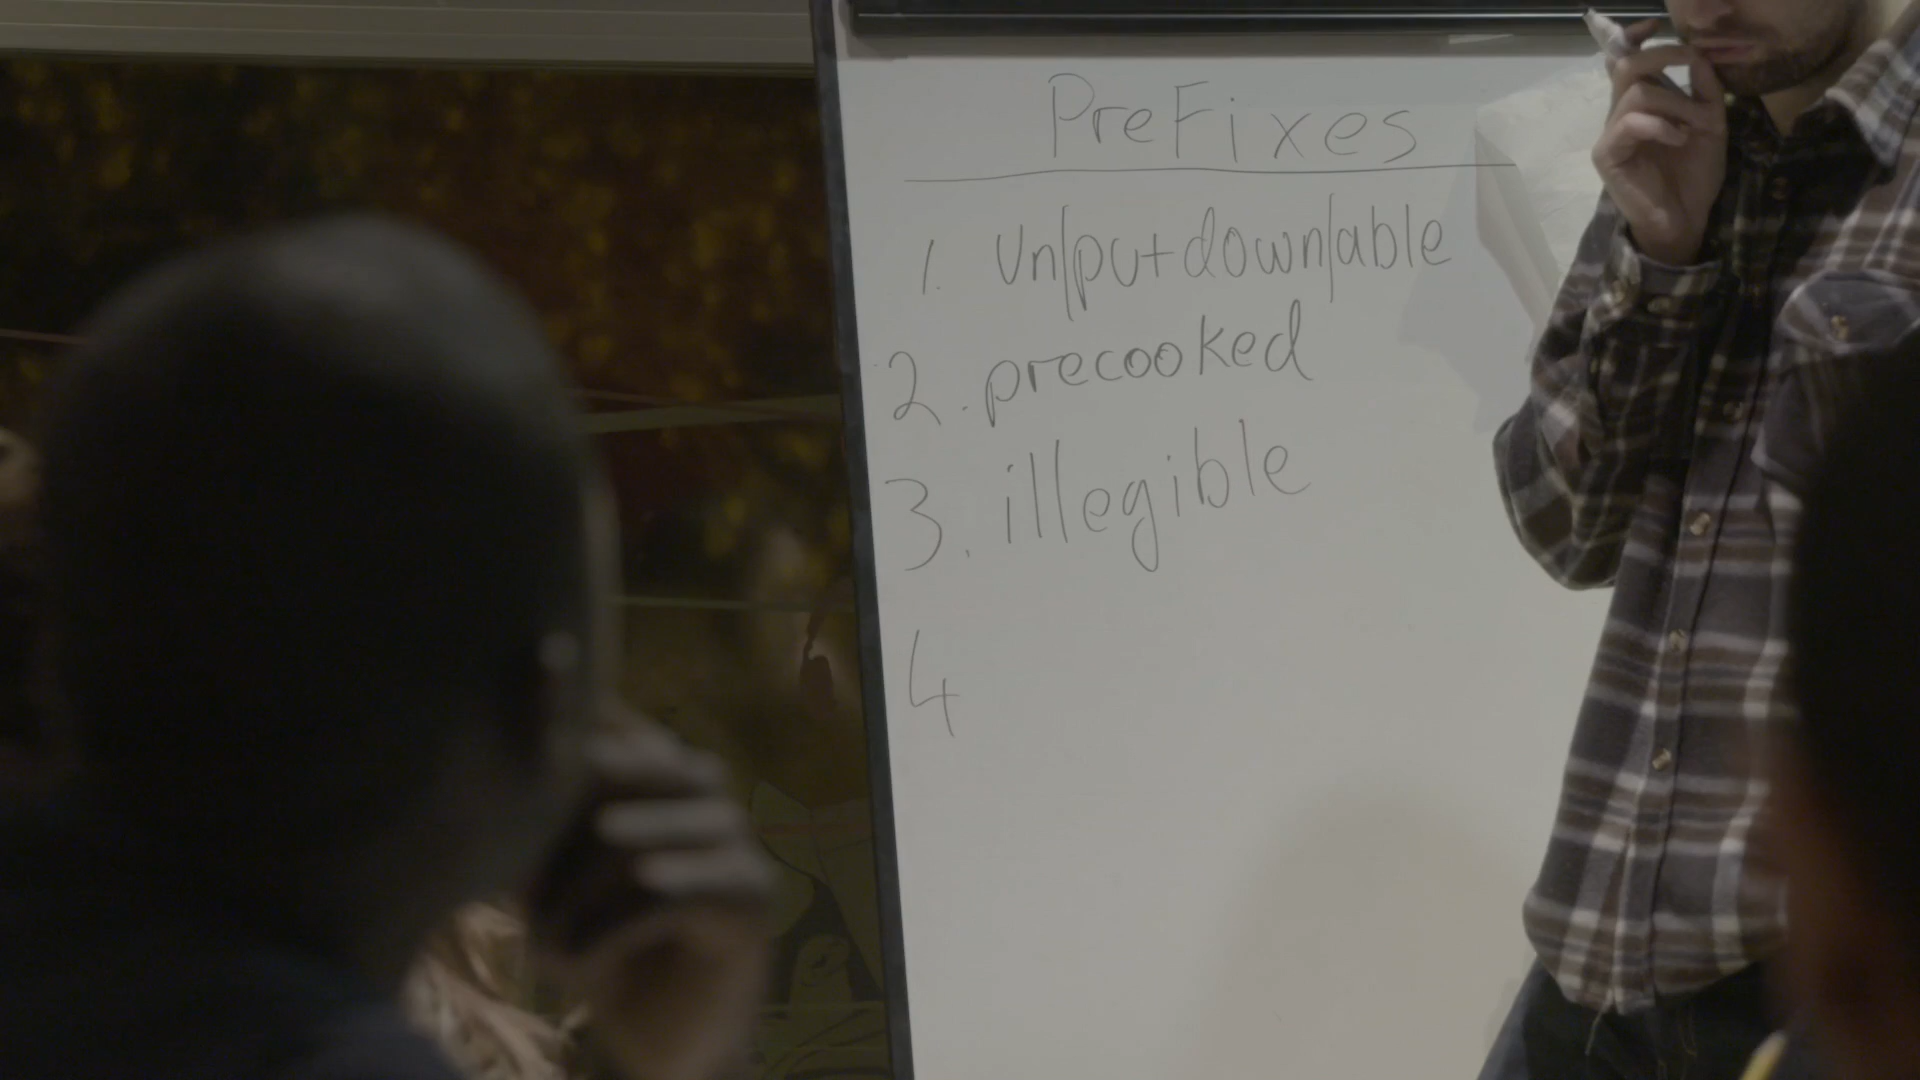 PreFixes
1. Un/putdown/able
2. precooked
3. illegible
4